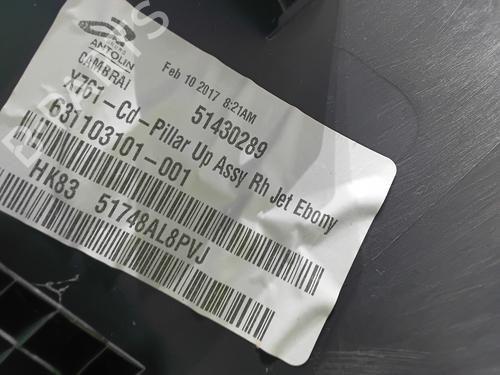 ANTOLIN
CAMBRAI
Feb 10 2017 8:21AM
51430289
X761-Cd-Pillar Up Assy Rh Jet Ebony
631103101-001
HK83 51748AL8PVJ